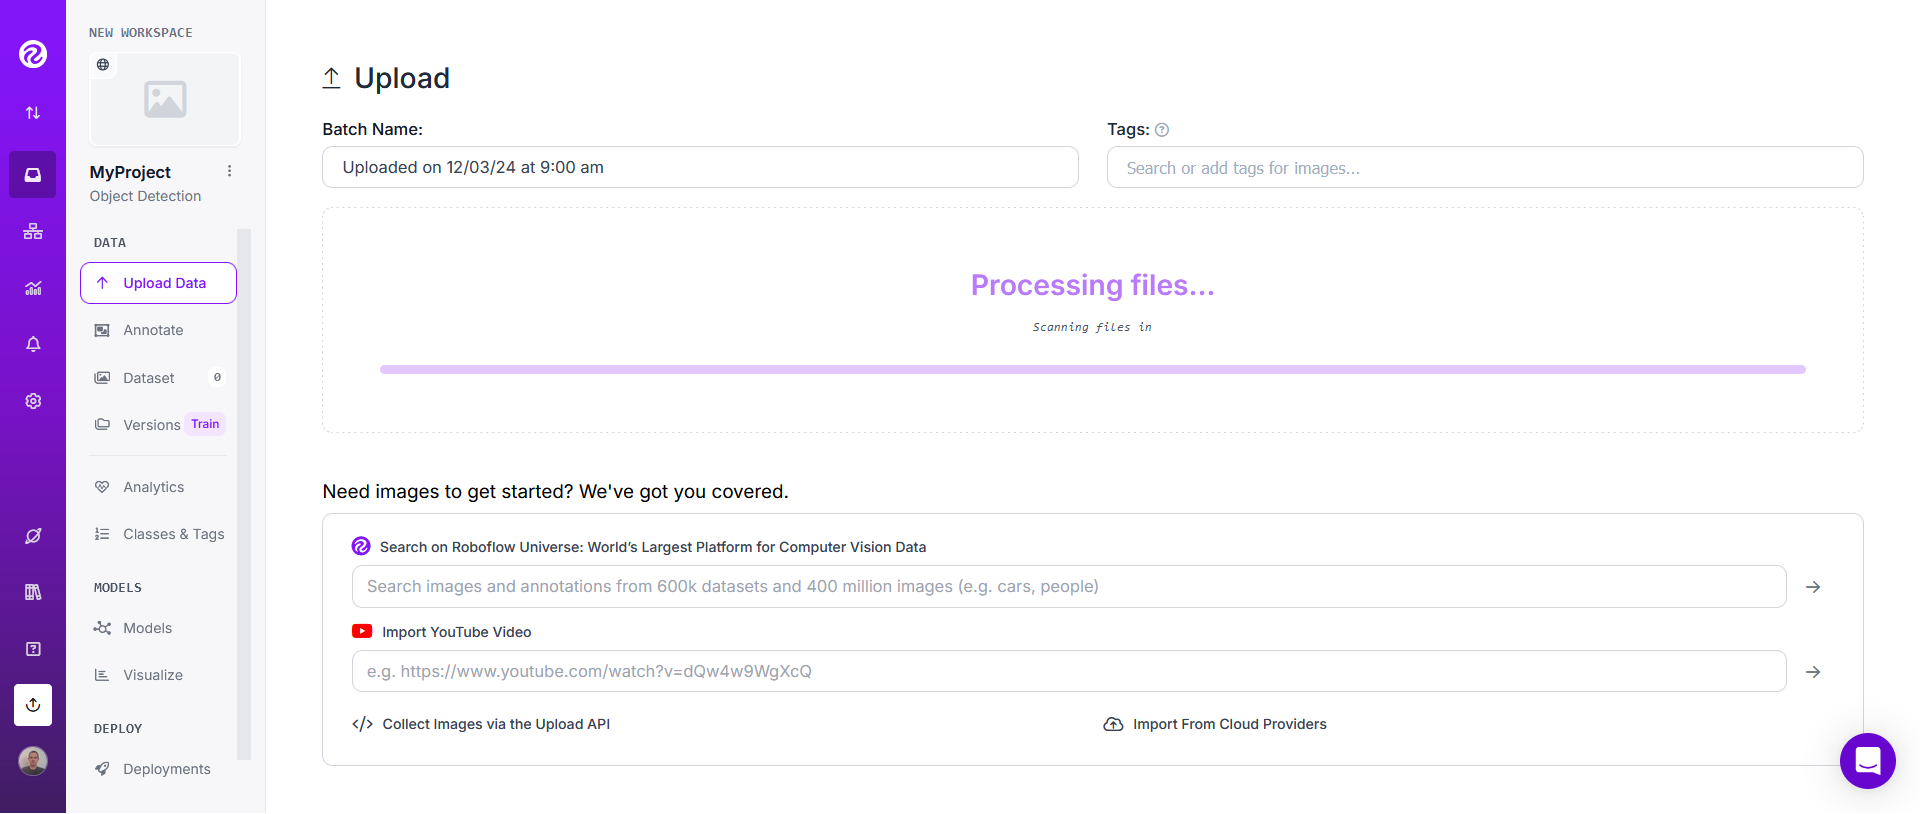 NEW WORKSPACE
MyProject
Object Detection
DATA
Upload Data
Annotate
Dataset 0
Versions Train
Analytics
Classes & Tags
MODELS
Models
Visualize
DEPLOY
Deployments
Upload
Batch Name:
Uploaded on 12/03/24 at 9:00 am
Tags:
Search or add tags for images...
Processing files...
Scanning files in
Need images to get started? We've got you covered.
Search on Roboflow Universe: World's Largest Platform for Computer Vision Data
Search images and annotations from 600k datasets and 400 million images (e.g. cars, people)
Import YouTube Video
e.g. https://www.youtube.com/watch?v=dQw4w9WgXcQ
Collect Images via the Upload API
Import From Cloud Providers